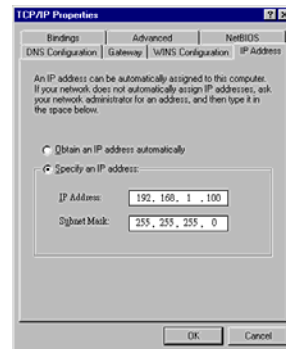 TCP/IP Properties
Bindings Advanced NetBIOS
DNS Configuration Gateway WINS Configuration IP Address
An IP address can be automatically assigned to this computer.
If your network does not automatically assign IP addresses, ask
your network administrator for an address, and then type it in
the space below.
Obtain an IP address automatically
Specify an IP address:
IP Address: 192. 168. 1 .100
Subnet Mask: 255. 255. 255. 0
OK Cancel